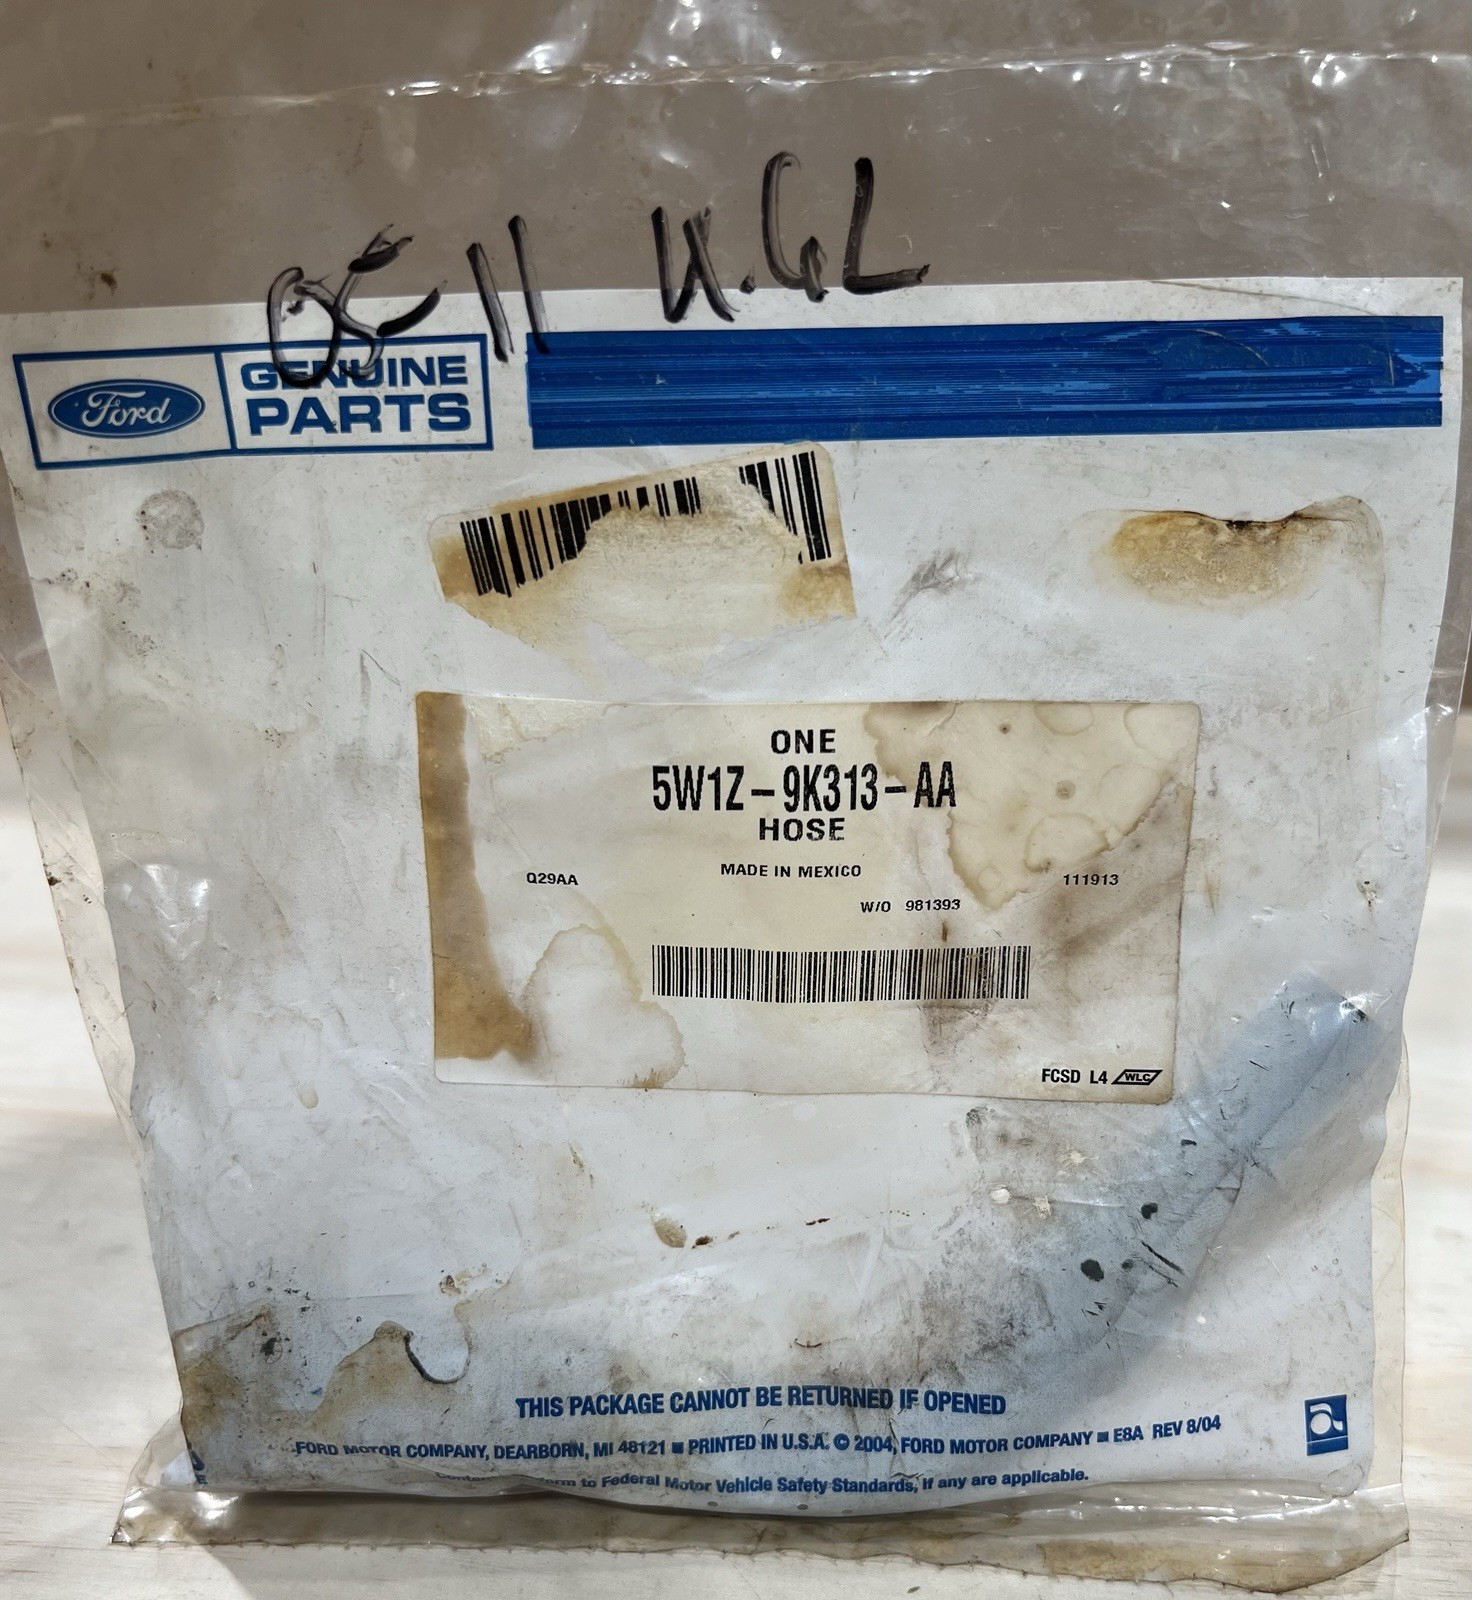 05 11 4.6L
Ford
GENUINE
PARTS
ONE
5W1Z-9K313-AA
HOSE
MADE IN MEXICO
Q29AA
111913
W/O 981393
FCSD L4 WLC
THIS PACKAGE CANNOT BE RETURNED IF OPENED
FORD MOTOR COMPANY, DEARBORN, MI 48121 ■ PRINTED IN U.S.A. © 2004, FORD MOTOR COMPANY ■ E8A REV 8/04
to Federal Motor Vehicle Safety Standards, if any are applicable.